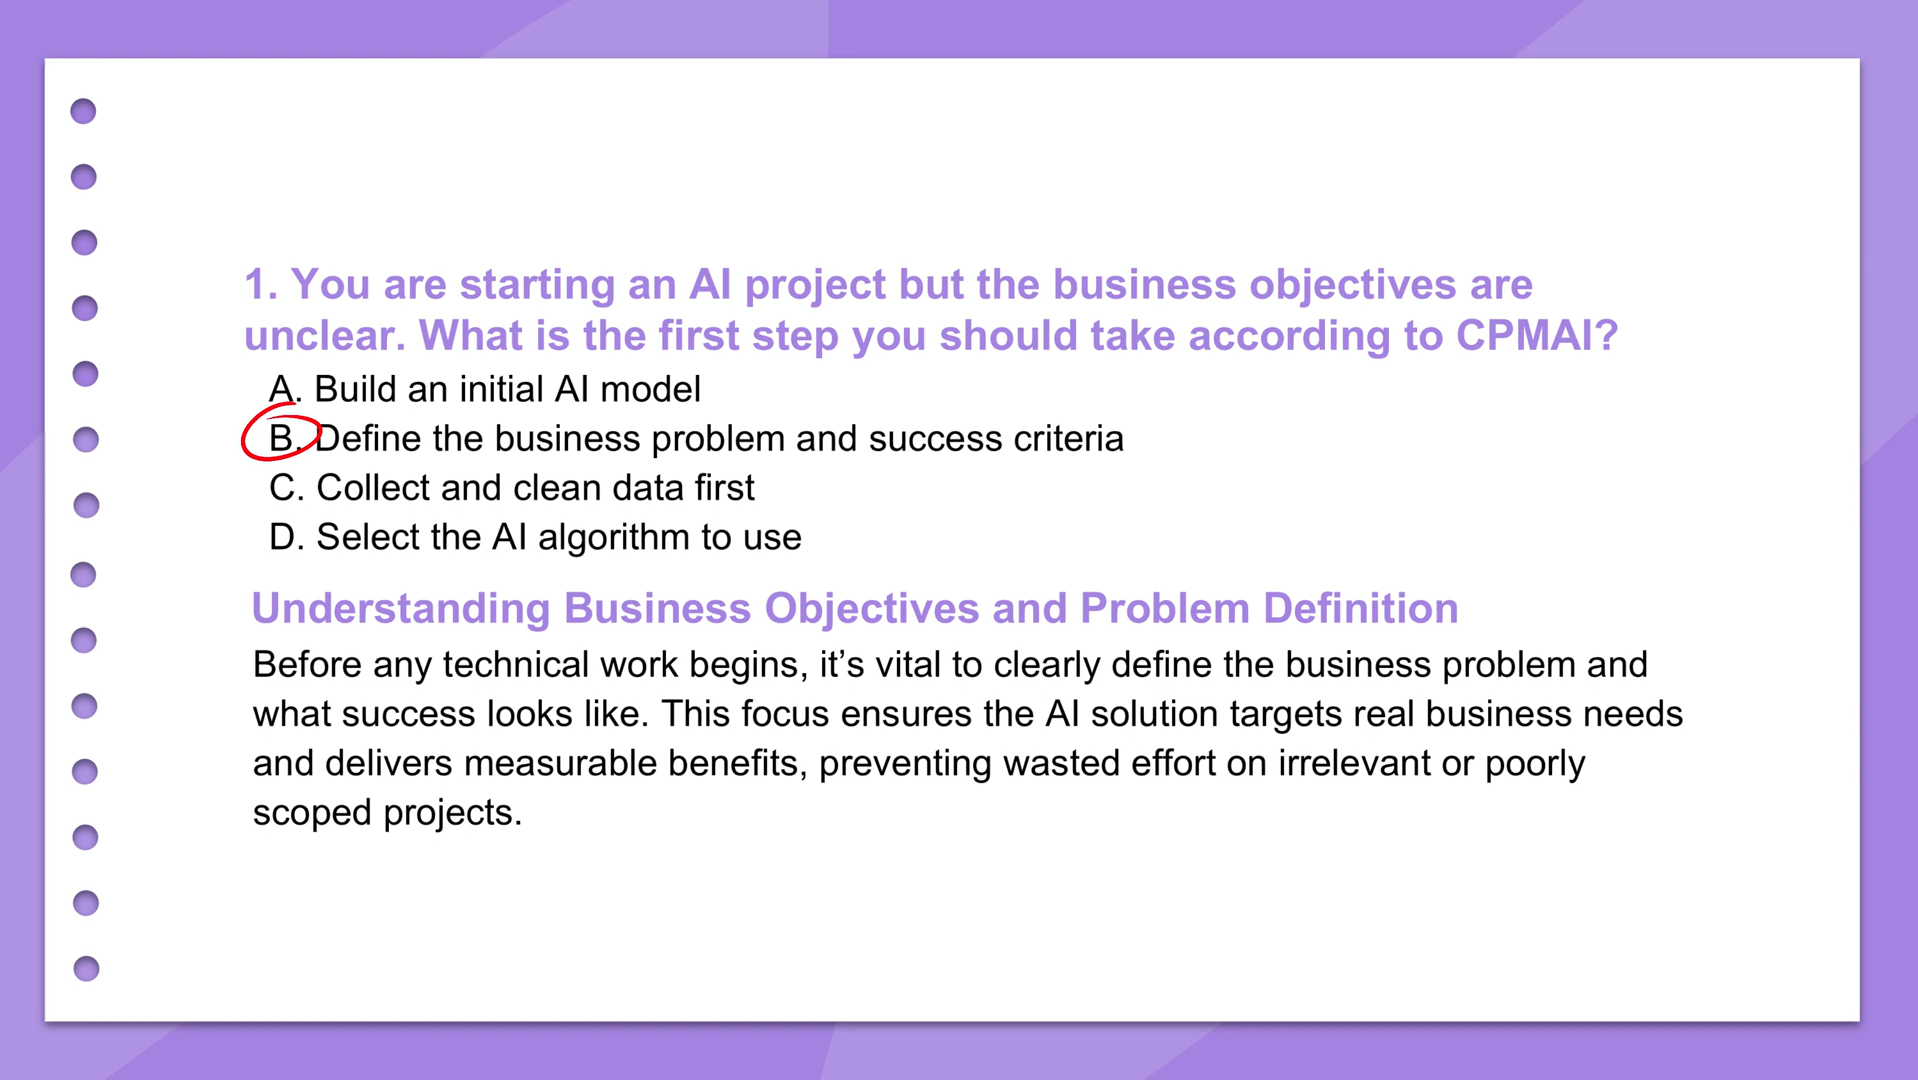 1. You are starting an AI project but the business objectives are
unclear. What is the first step you should take according to CPMAI?
A. Build an initial AI model
B. Define the business problem and success criteria
C. Collect and clean data first
D. Select the AI algorithm to use
Understanding Business Objectives and Problem Definition
Before any technical work begins, it’s vital to clearly define the business problem and
what success looks like. This focus ensures the AI solution targets real business needs
and delivers measurable benefits, preventing wasted effort on irrelevant or poorly
scoped projects.